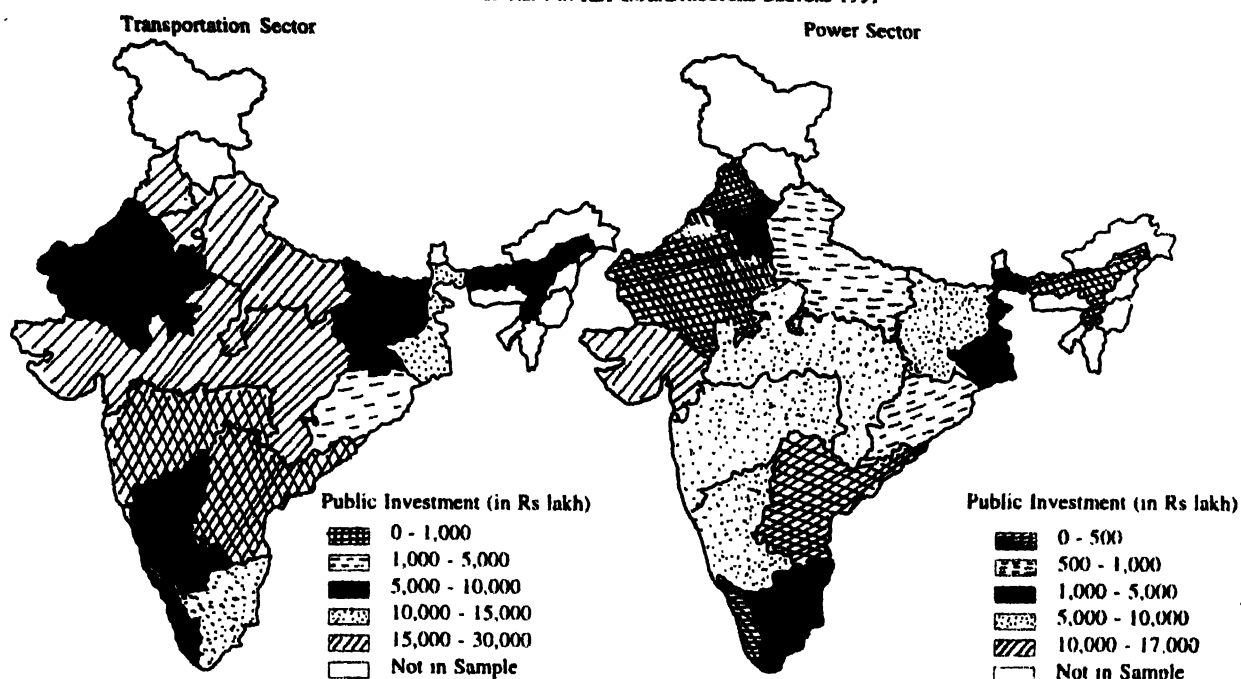 Transportation Sector
Power Sector
Public Investment (in Rs lakh)
0 - 1,000
1,000 - 5,000
5,000 - 10,000
10,000 - 15,000
15,000 - 30,000
Not in Sample
Public Investment (in Rs lakh)
0 - 500
500 - 1,000
1,000 - 5,000
5,000 - 10,000
10,000 - 17,000
Not in Sample